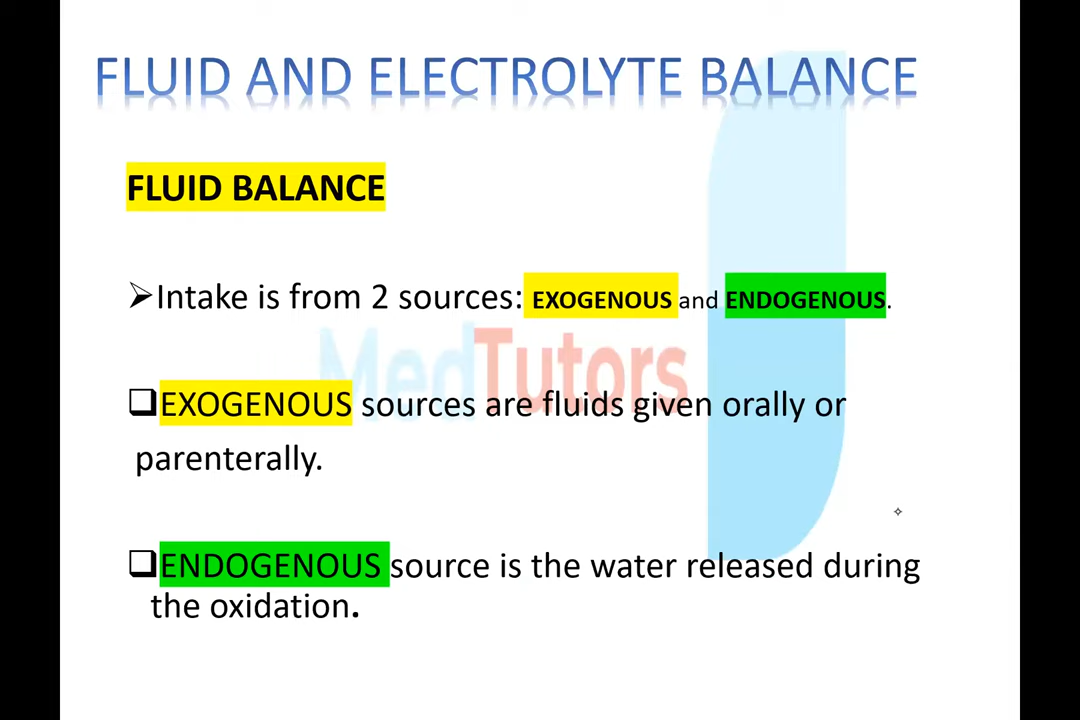 FLUID AND ELECTROLYTE BALANCE
FLUID BALANCE
➢Intake is from 2 sources: EXOGENOUS and ENDOGENOUS.
MedTutors
❑EXOGENOUS sources are fluids given orally or
parenterally.
❑ENDOGENOUS source is the water released during
the oxidation.